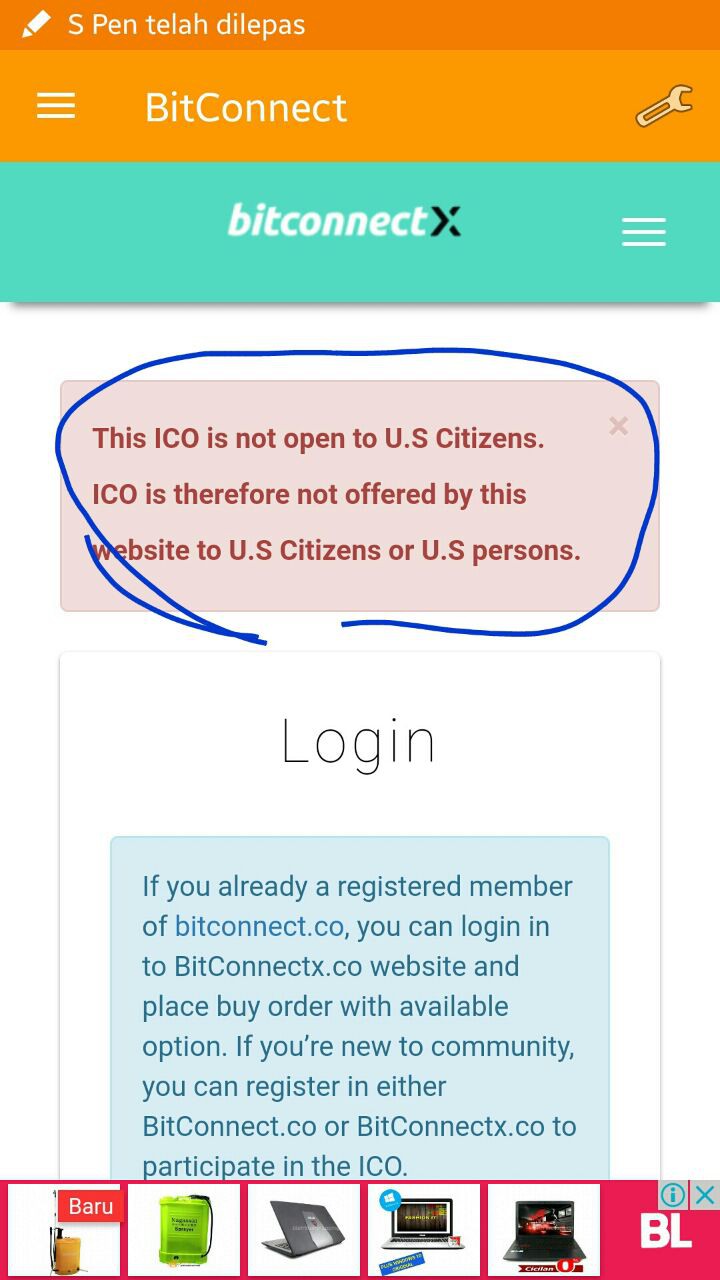 S Pen telah dilepas
BitConnect
bitconnectX
This ICO is not open to U.S Citizens.
ICO is therefore not offered by this
website to U.S Citizens or U.S persons.
Login
If you already a registered member
of bitconnect.co, you can login in
to BitConnectx.co website and
place buy order with available
option. If you’re new to community,
you can register in either
BitConnect.co or BitConnectx.co to
participate in the ICO.
Baru
BL